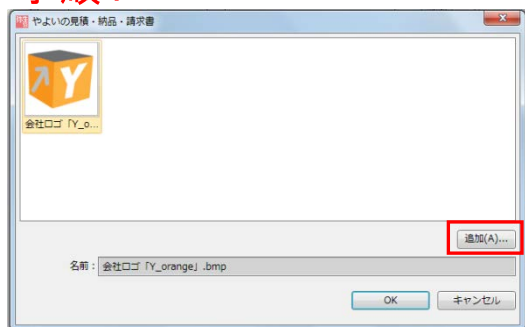 やよいの見積・納品・請求書
Y
会社ロゴ「Y_o...
追加(A)...
名前： 会社ロゴ「Y_orange」.bmp
OK キャンセル